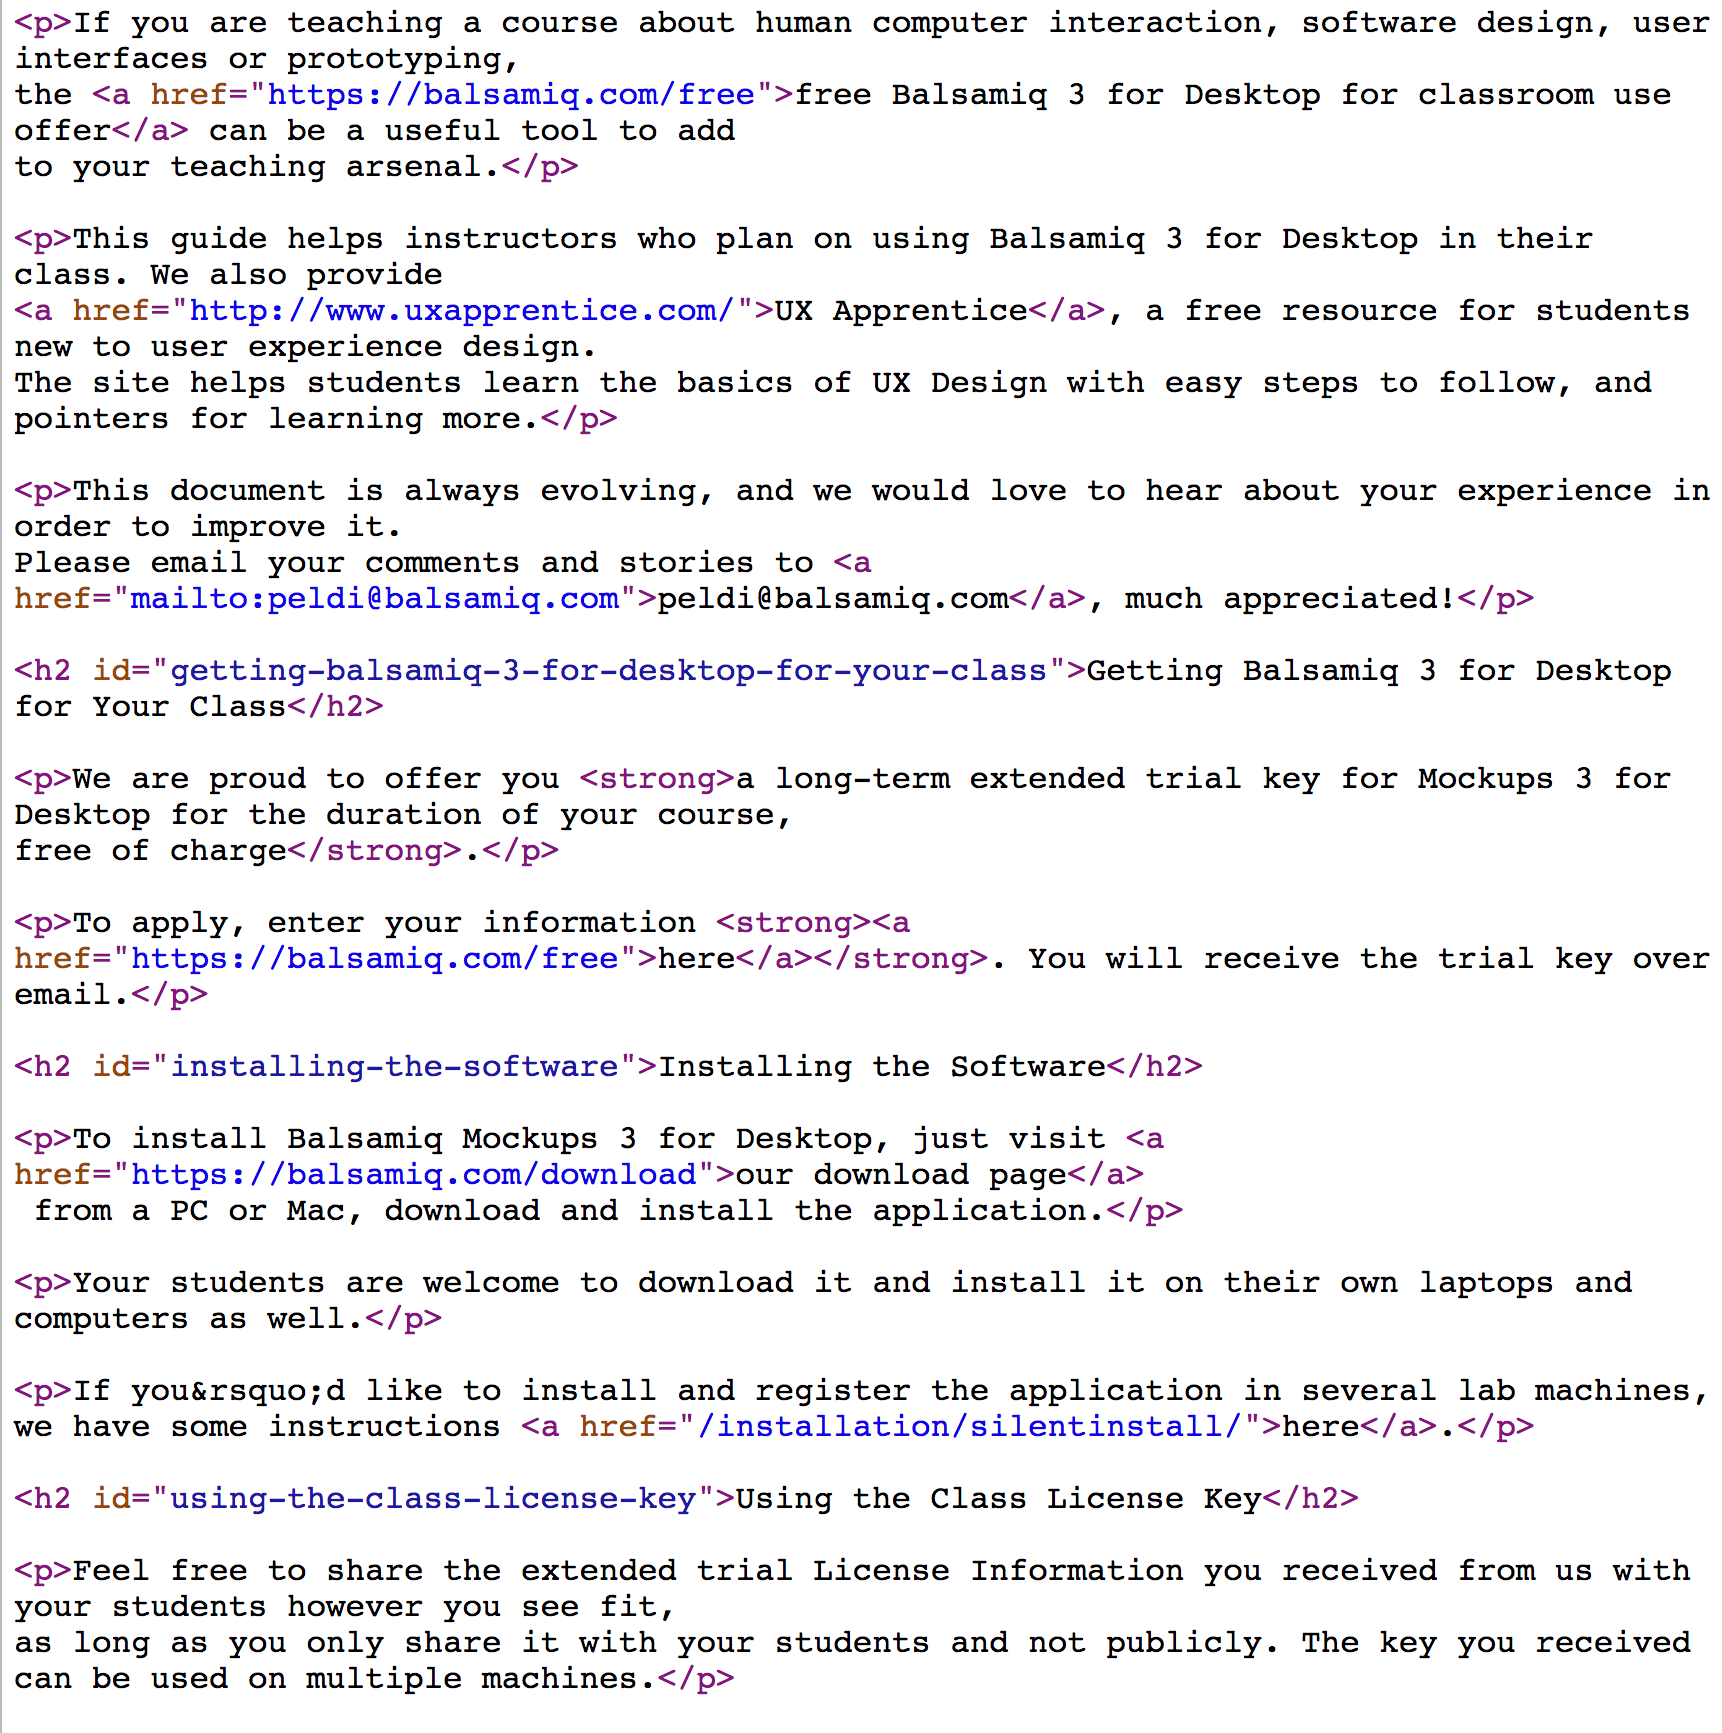 <p>If you are teaching a course about human computer interaction, software design, user
interfaces or prototyping,
the <a href="https://balsamiq.com/free">free Balsamiq 3 for Desktop for classroom use
offer</a> can be a useful tool to add
to your teaching arsenal.</p>
<p>This guide helps instructors who plan on using Balsamiq 3 for Desktop in their
class. We also provide
<a href="http://www.uxapprentice.com/">UX Apprentice</a>, a free resource for students
new to user experience design.
The site helps students learn the basics of UX Design with easy steps to follow, and
pointers for learning more.</p>
<p>This document is always evolving, and we would love to hear about your experience in
order to improve it.
Please email your comments and stories to <a
href="mailto:peldi@balsamiq.com">peldi@balsamiq.com</a>, much appreciated!</p>
<h2 id="getting-balsamiq-3-for-desktop-for-your-class">Getting Balsamiq 3 for Desktop
for Your Class</h2>
<p>We are proud to offer you <strong>a long-term extended trial key for Mockups 3 for
Desktop for the duration of your course,
free of charge</strong>.</p>
<p>To apply, enter your information <strong><a
href="https://balsamiq.com/free">here</a></strong>. You will receive the trial key over
email.</p>
<h2 id="installing-the-software">Installing the Software</h2>
<p>To install Balsamiq Mockups 3 for Desktop, just visit <a
href="https://balsamiq.com/download">our download page</a>
 from a PC or Mac, download and install the application.</p>
<p>Your students are welcome to download it and install it on their own laptops and
computers as well.</p>
<p>If you&rsquo;d like to install and register the application in several lab machines,
we have some instructions <a href="/installation/silentinstall/">here</a>.</p>
<h2 id="using-the-class-license-key">Using the Class License Key</h2>
<p>Feel free to share the extended trial License Information you received from us with
your students however you see fit,
as long as you only share it with your students and not publicly. The key you received
can be used on multiple machines.</p>